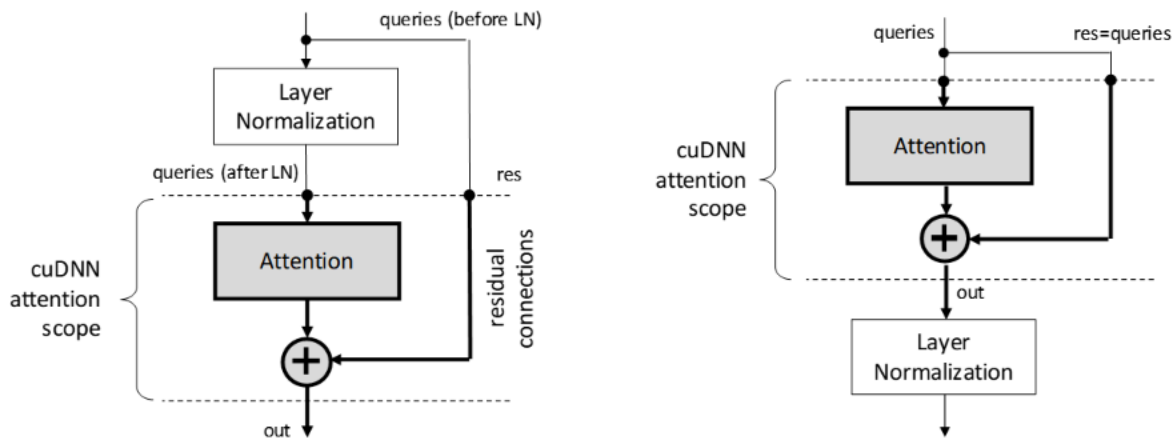 queries (before LN)
Layer
Normalization
queries (after LN)
res
cuDNN
attention
scope
Attention
residual
connections
+
out
queries
res=queries
cuDNN
attention
scope
Attention
+
out
Layer
Normalization